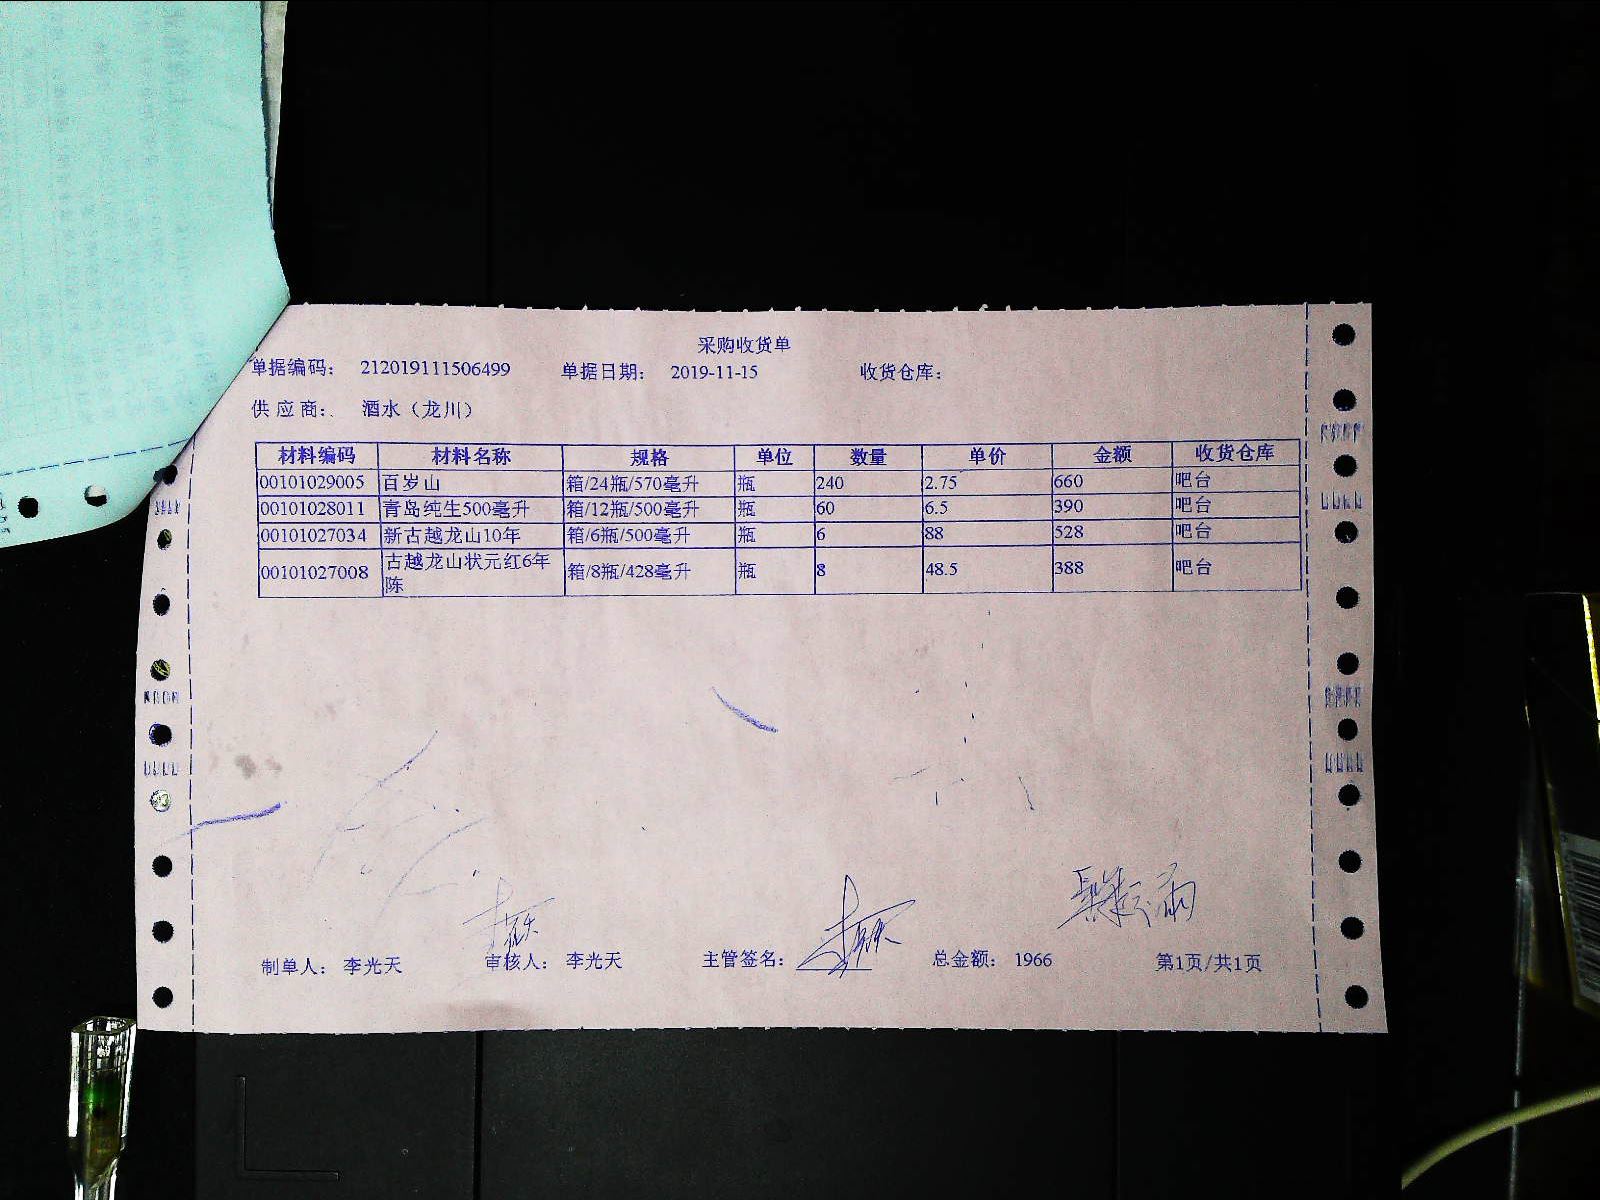 采购收货单
单据编码： 212019111506499 单据日期： 2019-11-15 收货仓库：
供应商： 酒水（龙川）
材料编码 材料名称 规格 单位 数量 单价 金额 收货仓库
00101029005 百岁山 箱/24瓶/570毫升 瓶 240 2.75 660 吧台
00101028011 青岛纯生500毫升 箱/12瓶/500毫升 瓶 60 6.5 390 吧台
00101027034 新古越龙山10年 箱/6瓶/500毫升 瓶 6 88 528 吧台
00101027008 古越龙山状元红6年陈 箱/8瓶/428毫升 瓶 8 48.5 388 吧台
制单人： 李光天 审核人： 李光天 主管签名： 总金额： 1966 第1页/共1页